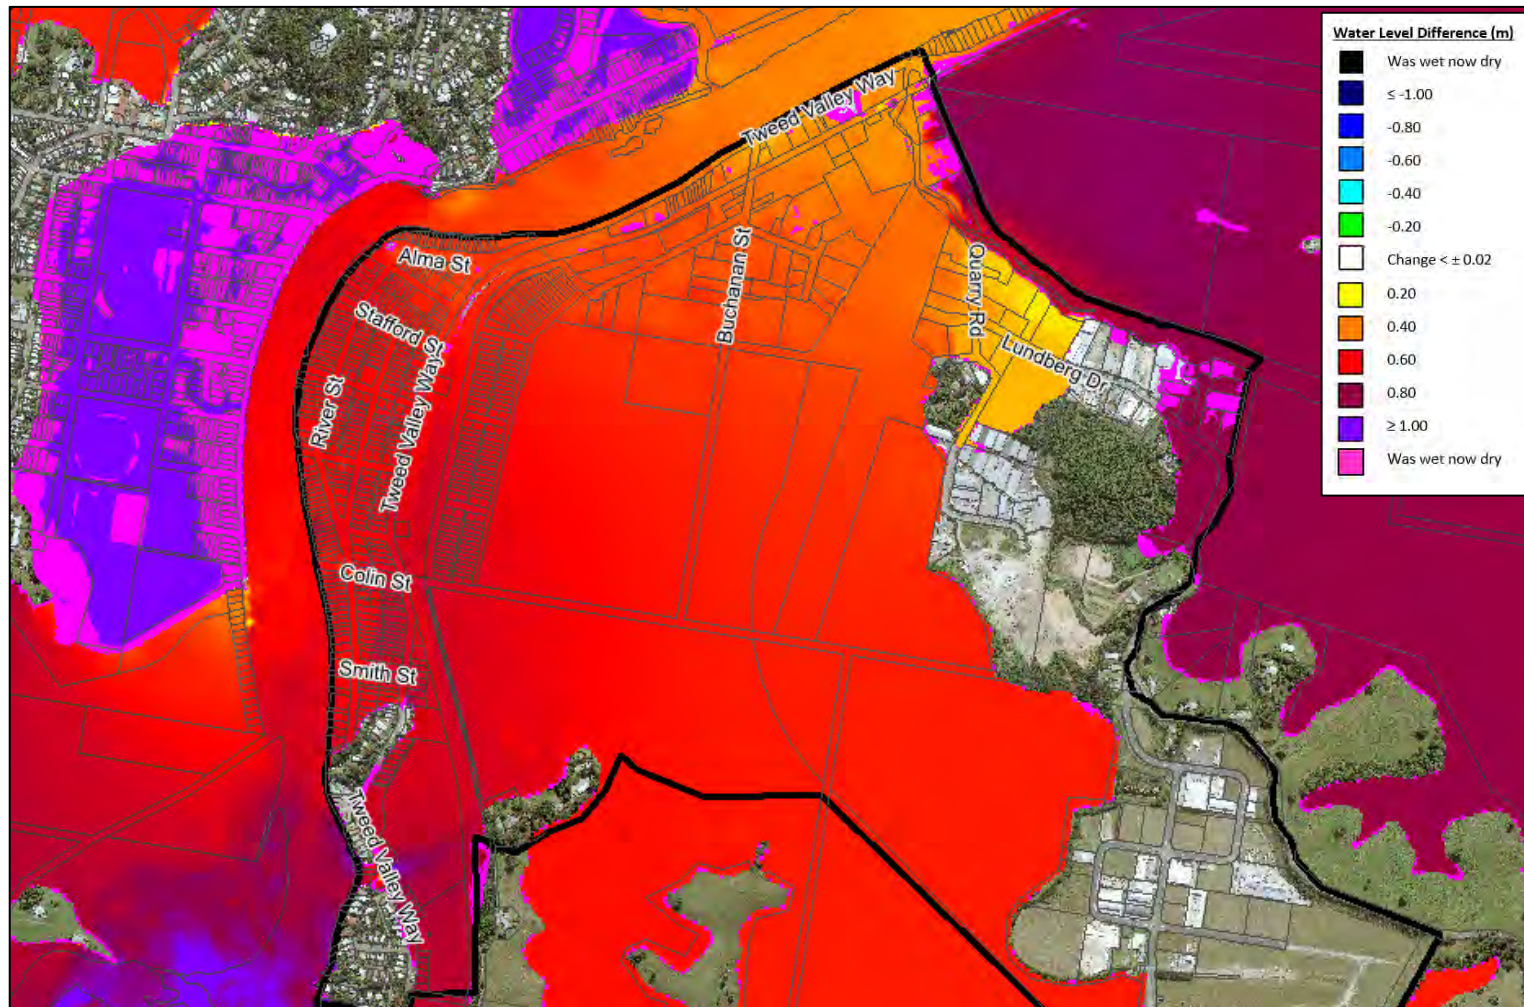 Water Level Difference (m)
Was wet now dry
≤ -1.00
-0.80
-0.60
-0.40
-0.20
Change < ± 0.02
0.20
0.40
0.60
0.80
≥ 1.00
Was wet now dry
Tweed Valley Way
Alma St
Stafford St
Buchanan St
Quarry Rd
Lundberg Dr
River St
Tweed Valley Way
Colin St
Smith St
Tweed Valley Way